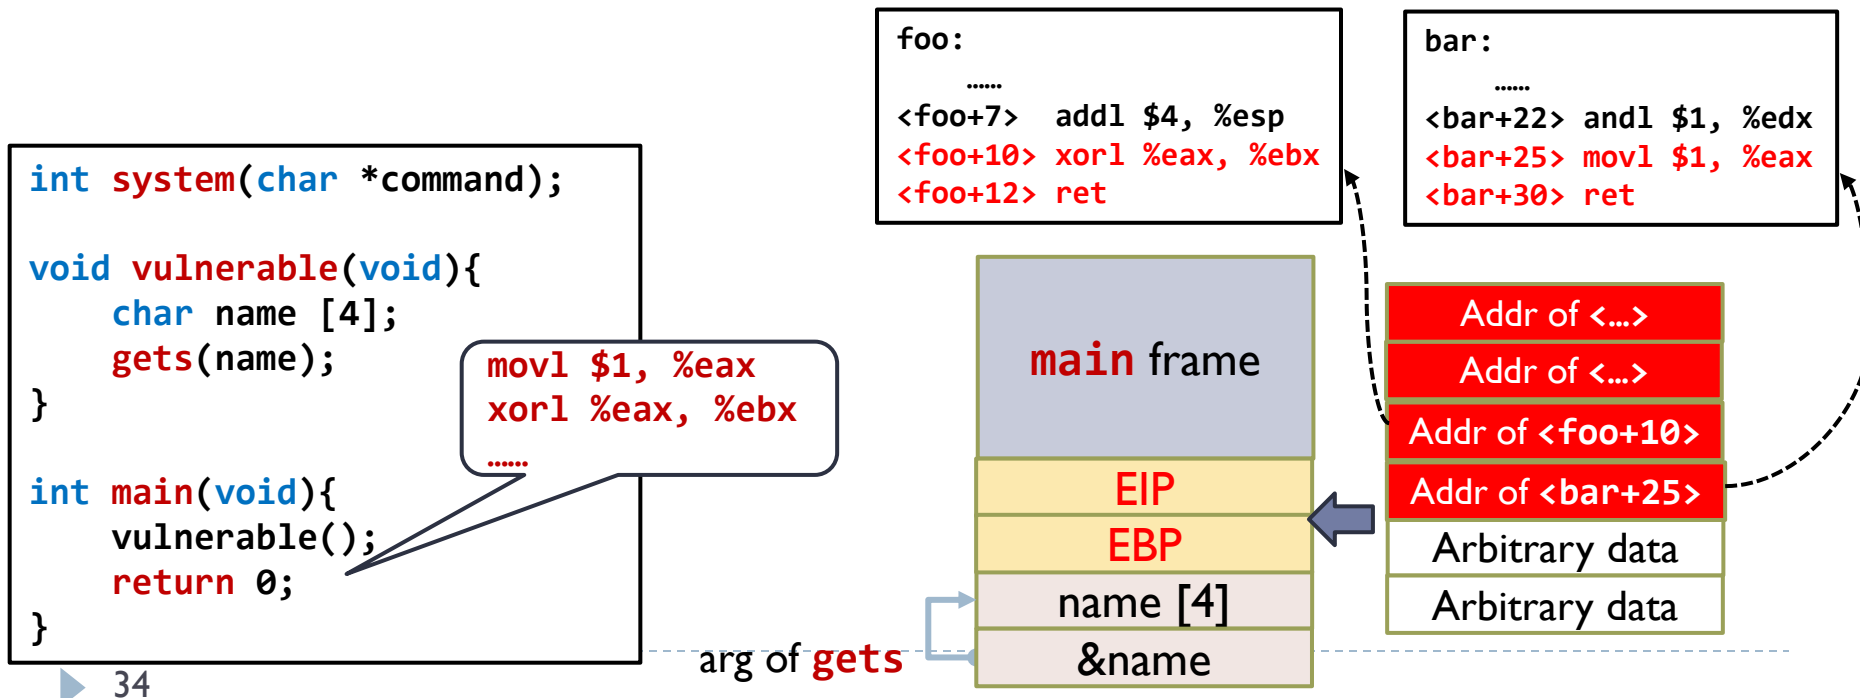 int system(char *command);
void vulnerable(void){
char name [4];
gets(name);
}
int main(void){
vulnerable();
return 0;
}
movl $1, %eax
xorl %eax, %ebx
……
foo:
……
<foo+7> addl $4, %esp
<foo+10> xorl %eax, %ebx
<foo+12> ret
bar:
……
<bar+22> andl $1, %edx
<bar+25> movl $1, %eax
<bar+30> ret
main frame
EIP
EBP
name [4]
&name
arg of gets
Addr of <…>
Addr of <…>
Addr of <foo+10>
Addr of <bar+25>
Arbitrary data
Arbitrary data
34